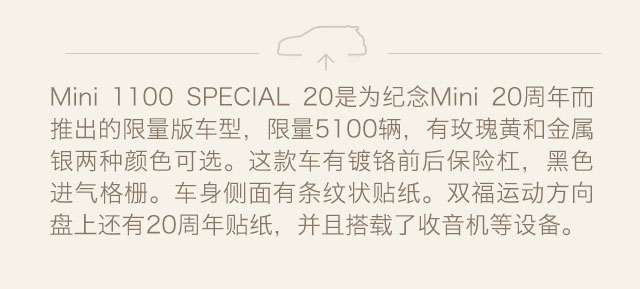 Mini 1100 SPECIAL 20是为纪念Mini 20周年而
推出的限量版车型，限量5100辆，有玫瑰黄和金属
银两种颜色可选。这款车有镀铬前后保险杠，黑色
进气格栅。车身侧面有条纹状贴纸。双福运动方向
盘上还有20周年贴纸，并且搭载了收音机等设备。